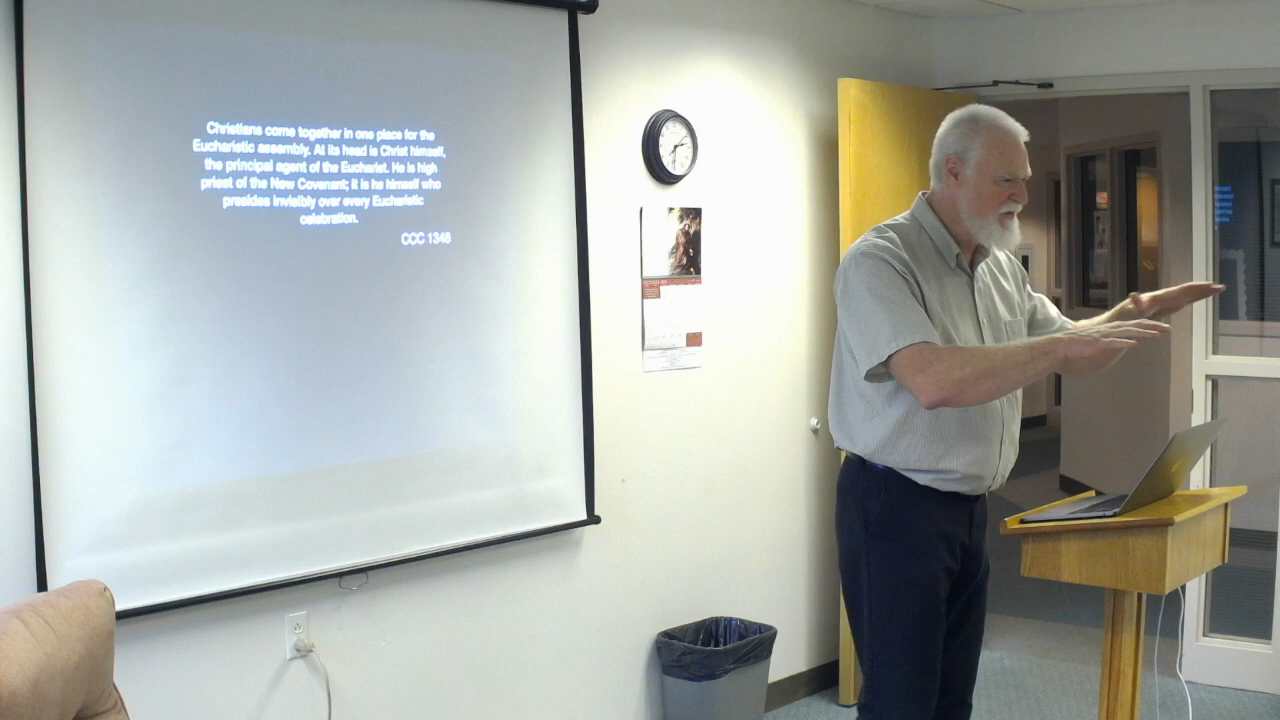 Christians come together in one place for the
Eucharistic assembly. At its head is Christ himself,
the principal agent of the Eucharist. He is high
priest of the New Covenant; it is he himself who
presides invisibly over every Eucharistic
celebration.
CCC 1348